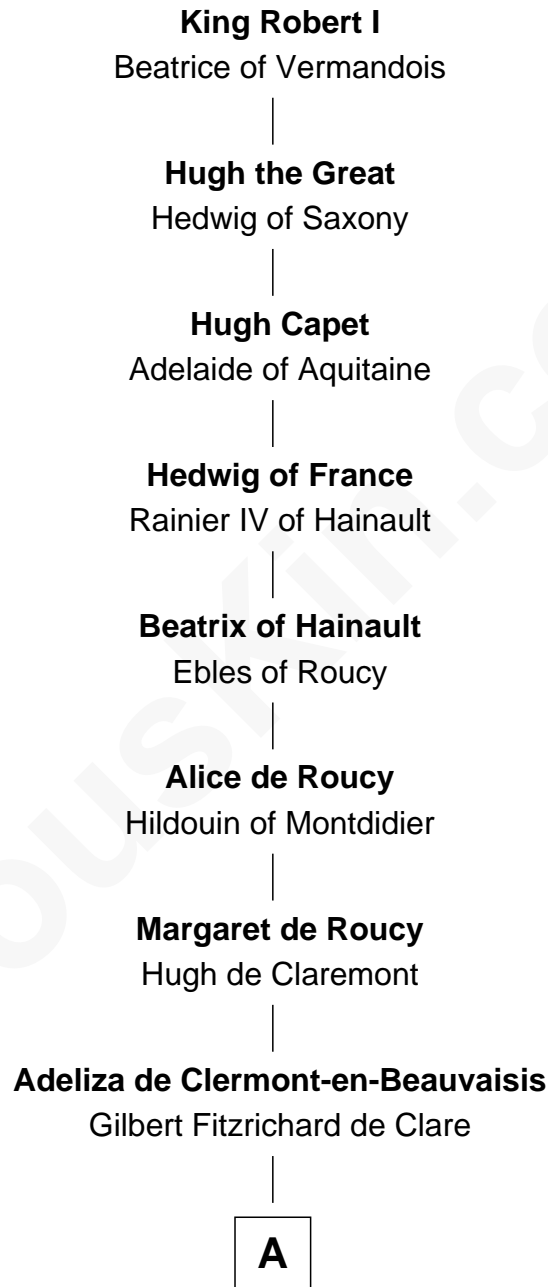 King Robert I
Beatrice of Vermandois
Hugh the Great
Hedwig of Saxony
Hugh Capet
Adelaide of Aquitaine
Hedwig of France
Rainier IV of Hainault
Beatrix of Hainault
Ebles of Roucy
Alice de Roucy
Hildouin of Montdidier
Margaret de Roucy
Hugh de Claremont
Adeliza de Clermont-en-Beauvaisis
Gilbert Fitzrichard de Clare
A